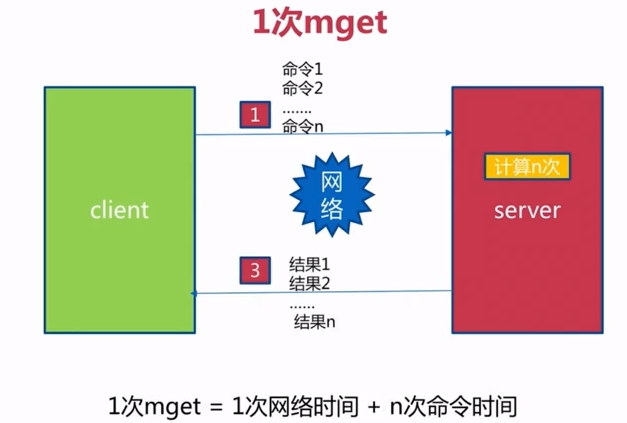 1次mget
命令1
命令2
.......
命令n
1
计算n次
网
络
client
server
3
结果1
结果2
......
结果n
1次mget = 1次网络时间 + n次命令时间